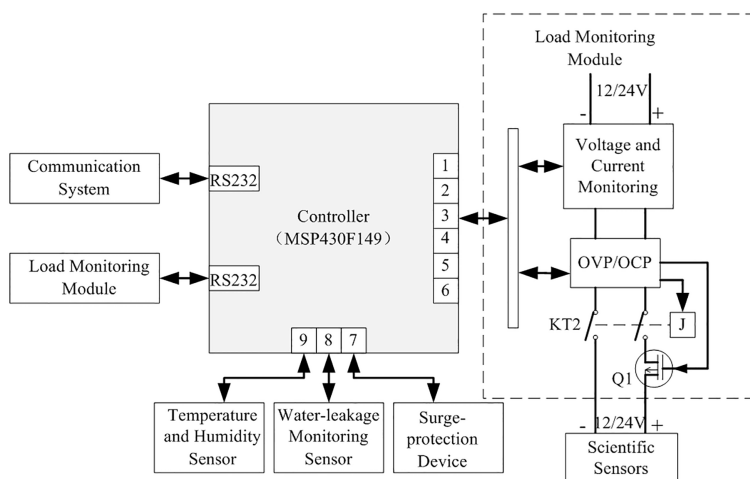 Load Monitoring
Module
12/24V
- +
Voltage and
Current
Monitoring
Communication
System
RS232
Controller
（MSP430F149）
1
2
3
4
5
6
Load Monitoring
Module
RS232
OVP/OCP
KT2
J
Q1
9 8 7
Temperature
and Humidity
Sensor
Water-leakage
Monitoring
Sensor
Surge-
protection
Device
- 12/24V +
Scientific
Sensors